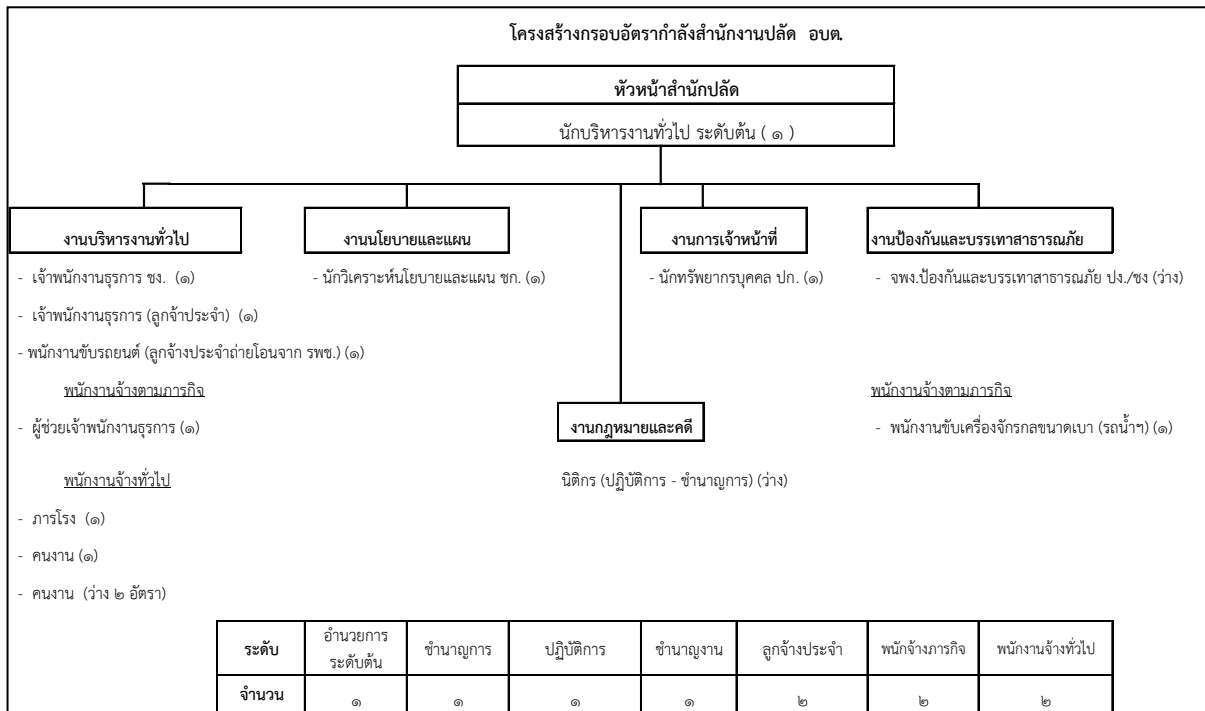 โครงสร้างกรอบอัตรากำลังสำนักงานปลัด อบต.
หัวหน้าสำนักปลัด
นักบริหารงานทั่วไป ระดับต้น ( ๑ )
งานบริหารงานทั่วไป
- เจ้าพนักงานธุรการ ชง. (๑)
- เจ้าพนักงานธุรการ (ลูกจ้าประจำ) (๑)
- พนักงานขับรถยนต์ (ลูกจ้างประจำถ่ายโอนจาก รพช.) (๑)
พนักงานจ้างตามภารกิจ
- ผู้ช่วยเจ้าพนักงานธุรการ (๑)
พนักงานจ้างทั่วไป
- ภารโรง (๑)
- คนงาน (๑)
- คนงาน (ว่าง ๒ อัตรา)
งานนโยบายและแผน
- นักวิเคราะห์นโยบายและแผน ชก. (๑)
งานกฎหมายและคดี
นิติกร (ปฏิบัติการ - ชำนาญการ) (ว่าง)
งานการเจ้าหน้าที่
- นักทรัพยากรบุคคล ปก. (๑)
งานป้องกันและบรรเทาสาธารณภัย
- จพง.ป้องกันและบรรเทาสาธารณภัย ปง./ชง (ว่าง)
พนักงานจ้างตามภารกิจ
- พนักงานขับเครื่องจักรกลขนาดเบา (รถน้ำฯ) (๑)
ระดับ อำนวยการ ระดับต้น ชำนาญการ ปฏิบัติการ ชำนาญงาน ลูกจ้างประจำ พนักจ้างภารกิจ พนักงานจ้างทั่วไป
จำนวน ๑ ๑ ๑ ๑ ๒ ๒ ๒